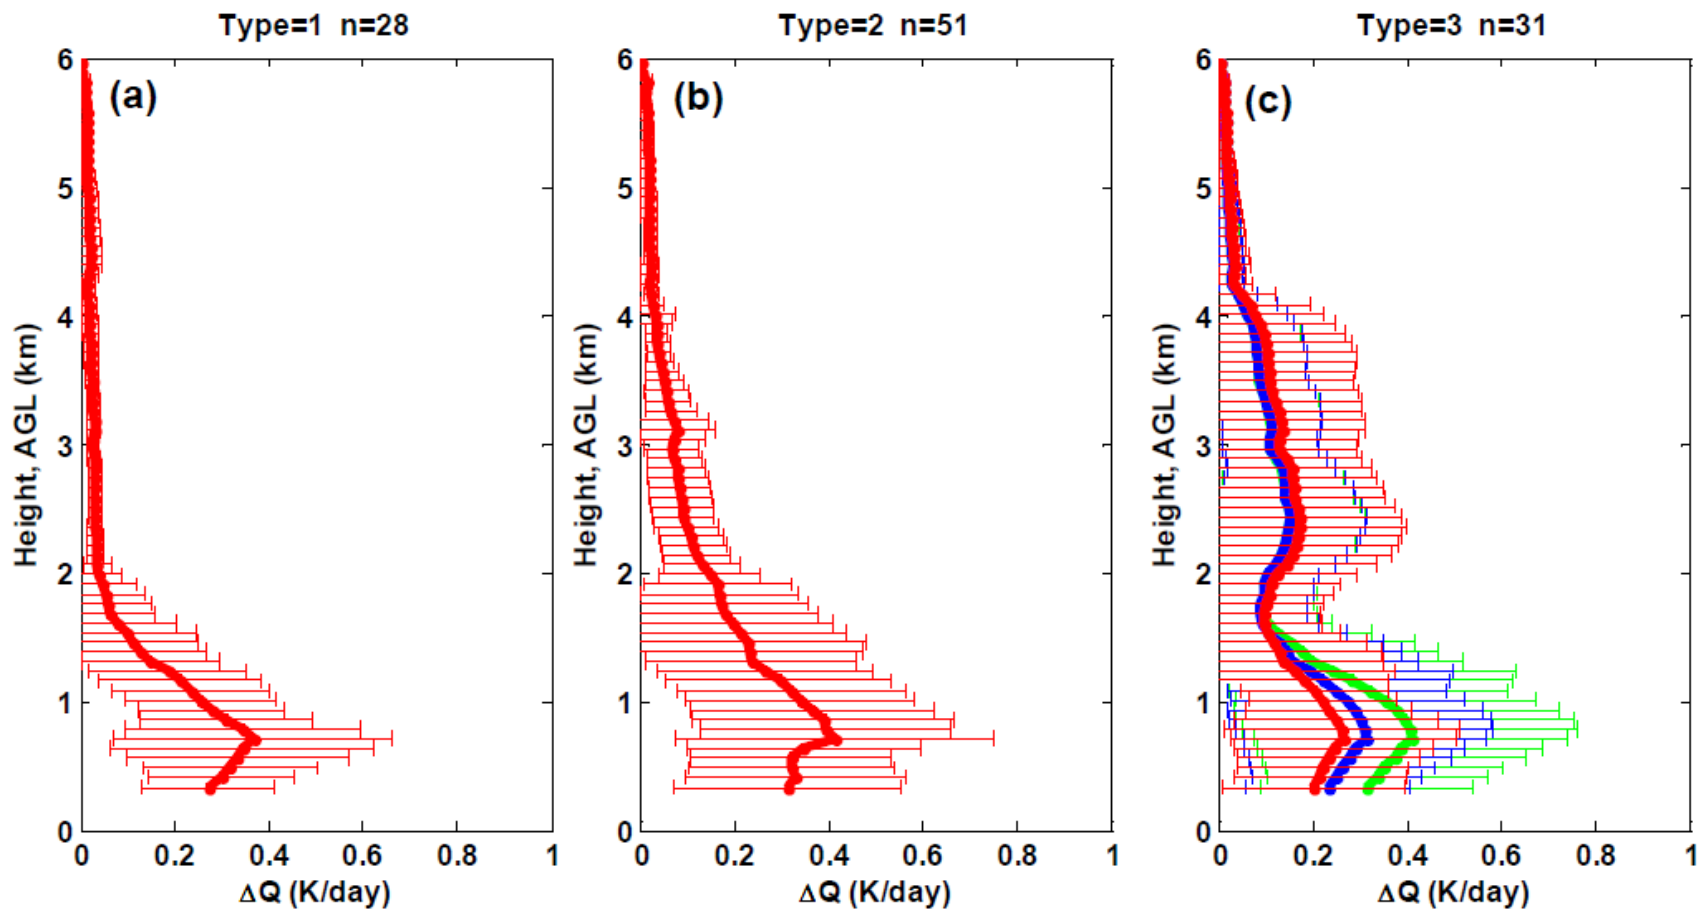 Type=1 n=28
(a)
6
5
4
3
2
1
0
Height, AGL (km)
0 0.2 0.4 0.6 0.8 1
ΔQ (K/day)
Type=2 n=51
(b)
6
5
4
3
2
1
0
Height, AGL (km)
0 0.2 0.4 0.6 0.8 1
ΔQ (K/day)
Type=3 n=31
(c)
6
5
4
3
2
1
0
Height, AGL (km)
0 0.2 0.4 0.6 0.8 1
ΔQ (K/day)